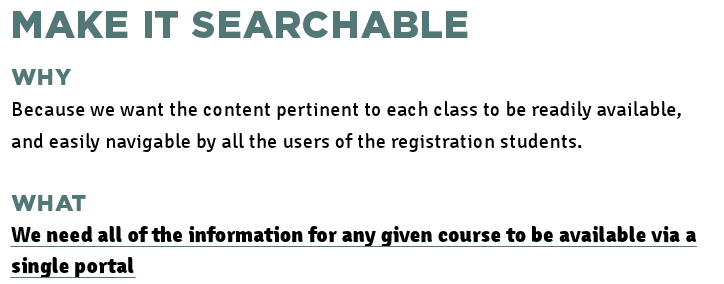 MAKE IT SEARCHABLE
WHY
Because we want the content pertinent to each class to be readily available,
and easily navigable by all the users of the registration students.
WHAT
We need all of the information for any given course to be available via a
single portal